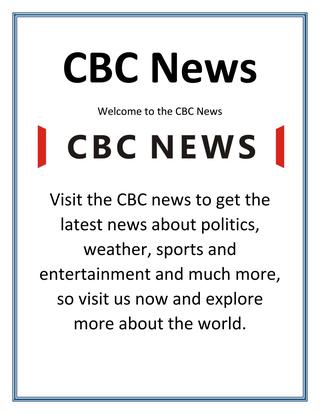 CBC News
Welcome to the CBC News
CBC NEWS
Visit the CBC news to get the
latest news about politics,
weather, sports and
entertainment and much more,
so visit us now and explore
more about the world.